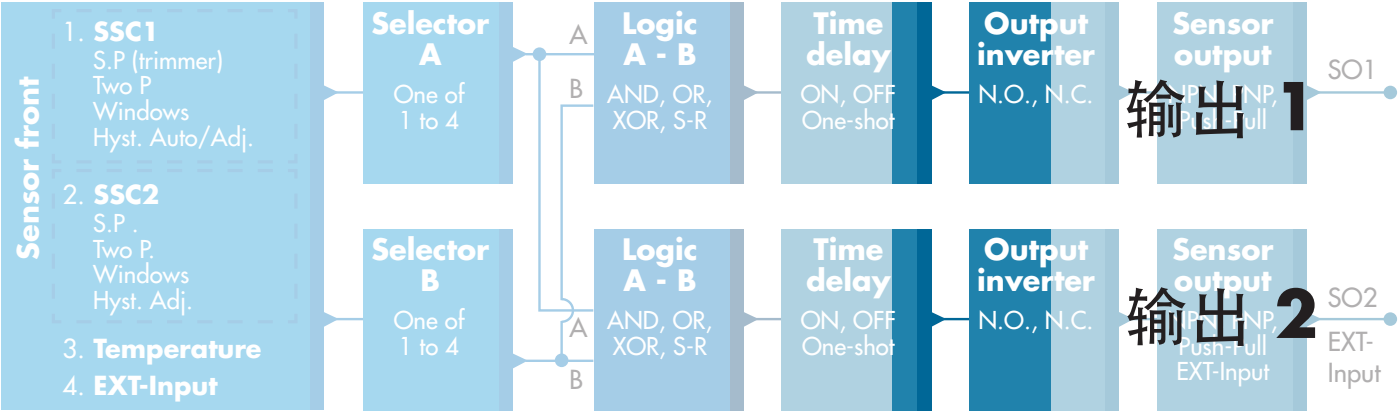 Sensor front
1. SSC1
S.P (trimmer)
Two P
Windows
Hyst. Auto/Adj.
2. SSC2
S.P .
Two P.
Windows
Hyst. Adj.
3. Temperature
4. EXT-Input
Selector
A
One of
1 to 4
A
B
Logic
A - B
AND, OR,
XOR, S-R
Time
delay
ON, OFF
One-shot
Output
inverter
N.O., N.C.
Sensor
output
Push-Pull
输出 1
SO1
Selector
B
One of
1 to 4
A
B
Logic
A - B
AND, OR,
XOR, S-R
Time
delay
ON, OFF
One-shot
Output
inverter
N.O., N.C.
Sensor
output
Push-Pull
EXT-Input
输出 2
SO2
EXT-
Input